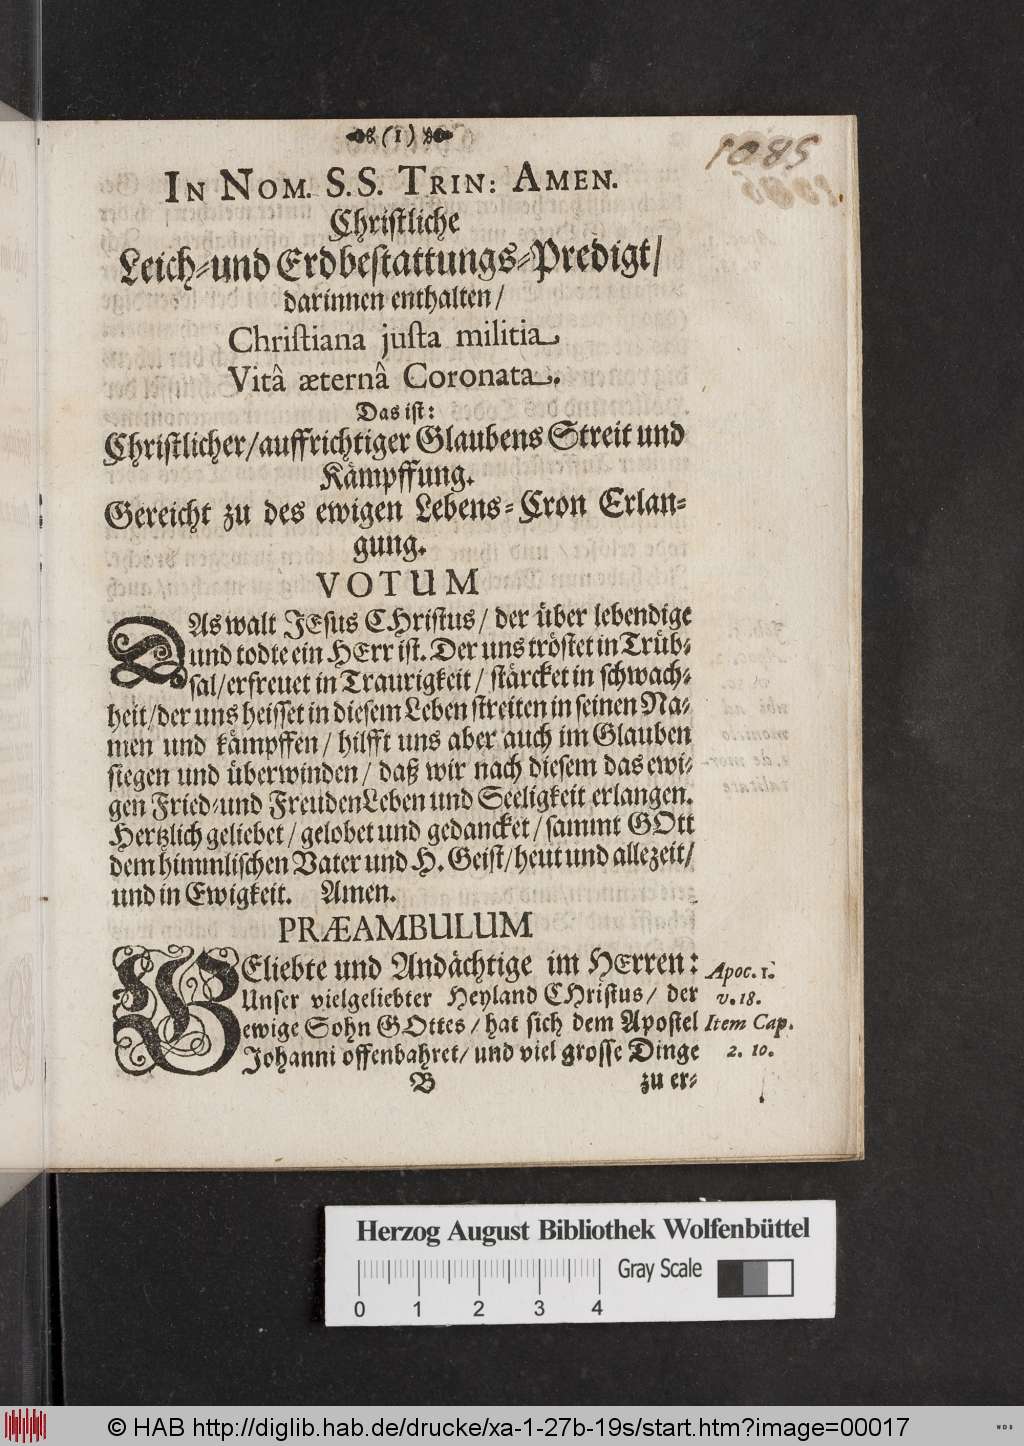 (1)
1085
IN NOM. S.S. TRIN: AMEN.
Christliche
Leich-und Erdbestattungs-Predigt/
darinnen enthalten/
Christiana justa militia
Vitâ æternâ Coronata.
Das ist:
Christlicher/auffrichtiger Glaubens Streit und
Kämpffung.
Gereicht zu des ewigen Lebens-Cron Erlan-
gung.
VOTUM
DAs walt JEsus CHristus/ der über lebendige
und todte ein HErr ist. Der uns tröstet in Trüb-
sal/erfreuet in Traurigkeit/ stärcket in schwach-
heit/der uns heisset in diesem Leben streiten in seinen Na-
men und kämpffen/ hilfft uns aber auch im Glauben
siegen und überwinden/ daß wir nach diesem das ewi-
gen Fried-und FreudenLeben und Seeligkeit erlangen.
Hertzlich geliebet/gelobet und gedancket/sammt GOtt
dem himmlischen Vater und H. Geist/heut und allezeit/
und in Ewigkeit. Amen.
PRÆAMBULUM
GEliebte und Andächtige im HErren:
Unser vielgeliebter Heyland CHristus/ der
ewige Sohn GOttes/hat sich dem Apostel
Johanni offenbahret/und viel grosse Dinge
Apoc. 1.
v. 18.
Item Cap.
2. 10.
B zu er-
Herzog August Bibliothek Wolfenbüttel
Gray Scale
0 1 2 3 4
© HAB http://diglib.hab.de/drucke/xa-1-27b-19s/start.htm?image=00017